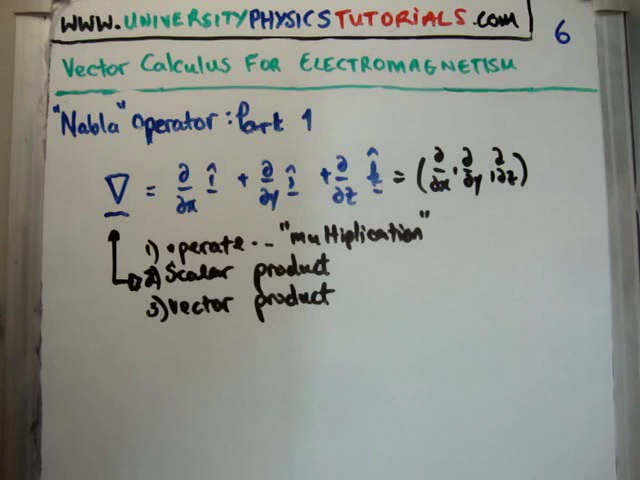 WWW.UNIVERSITYPHYSICSTUTORIALS.COM
6
Vector Calculus For Electromagnetism
"Nabla" operator: Part 1
∇ = ∂/∂x î + ∂/∂y ĵ + ∂/∂z k̂ = (∂/∂x, ∂/∂y, ∂/∂z)
1) operate... "multiplication"
2) Scalar product
3) Vector product